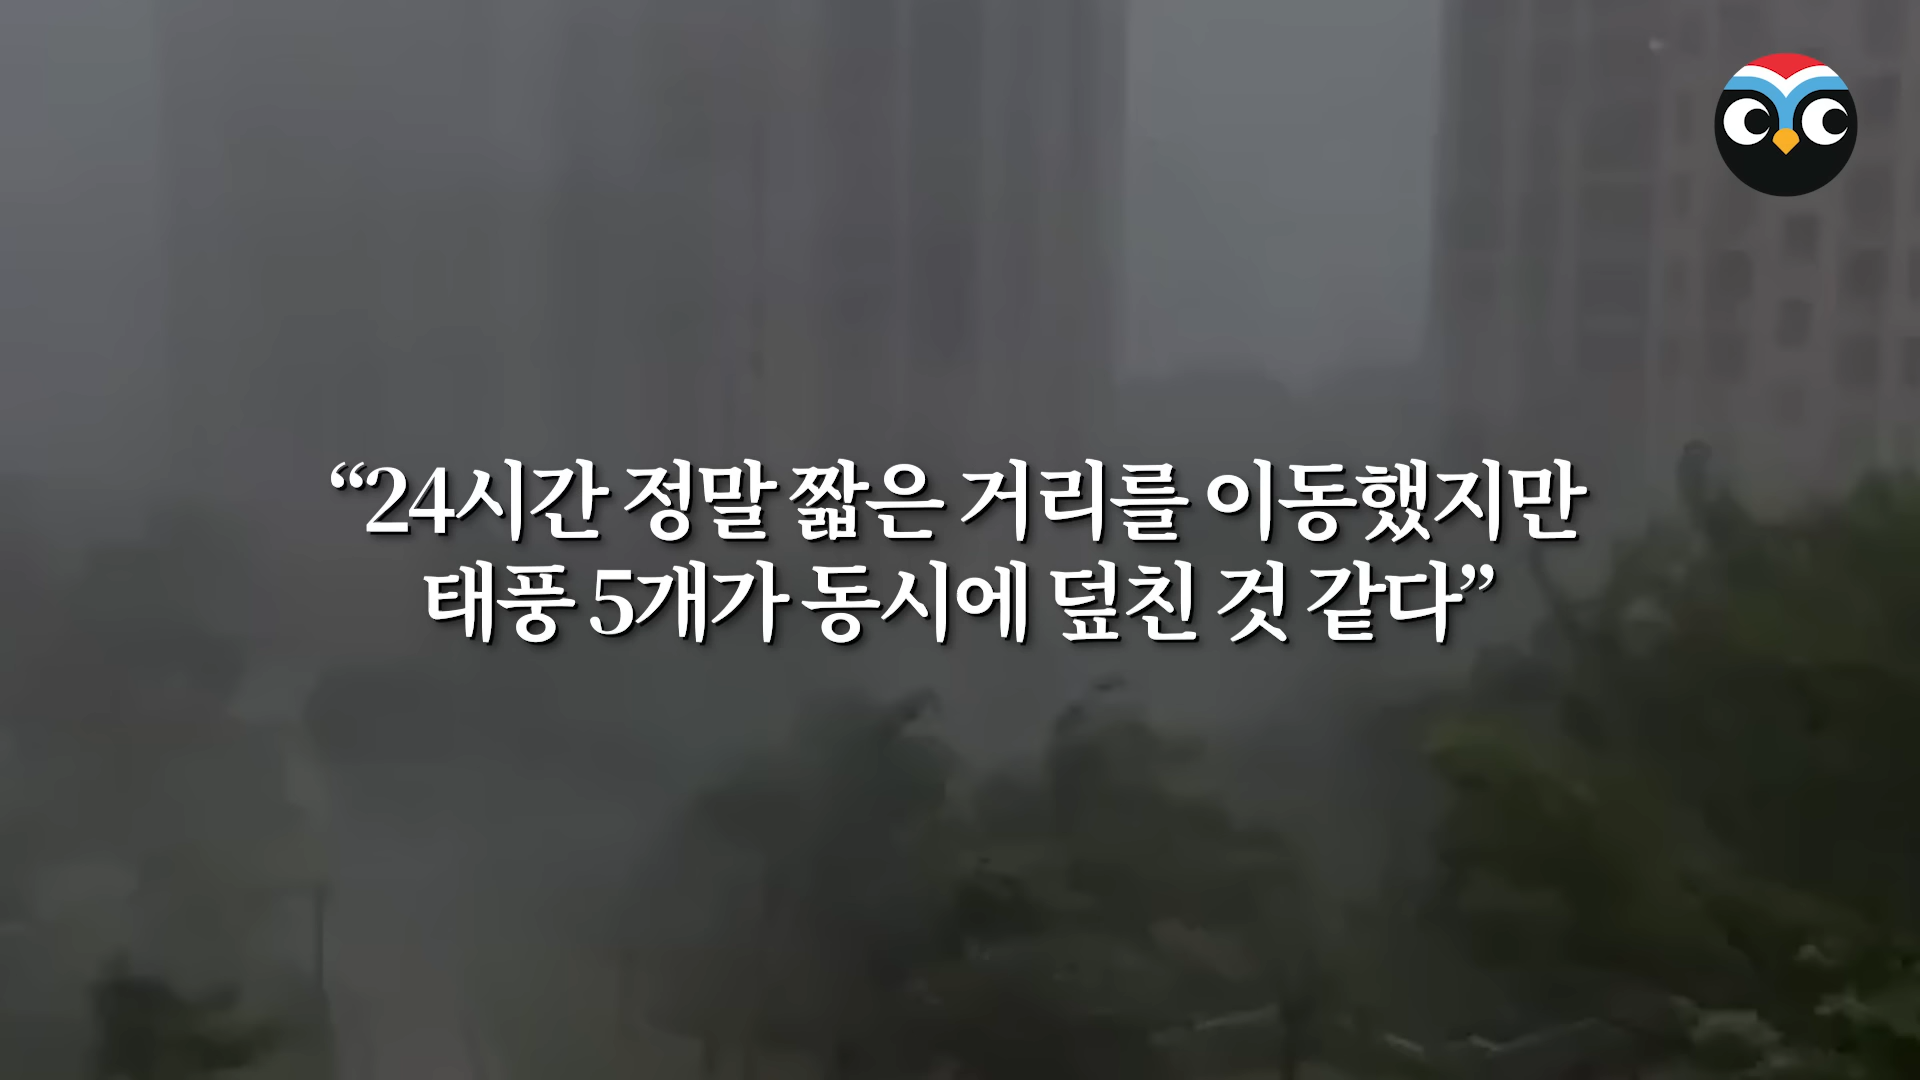 “24시간 정말 짧은 거리를 이동했지만
태풍 5개가 동시에 덮친 것 같다”